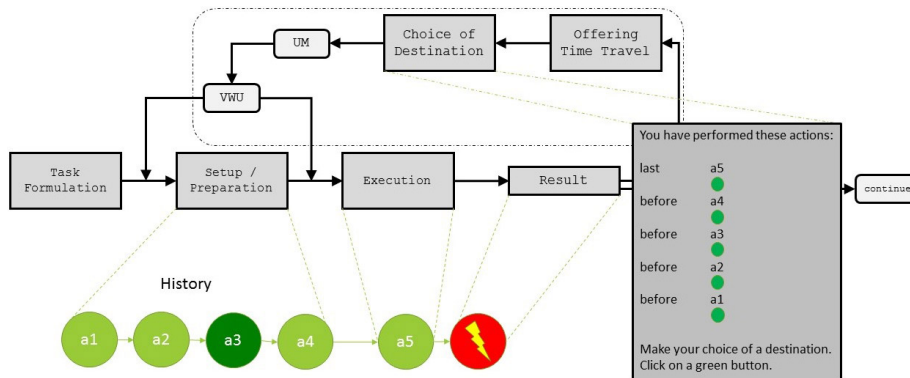 UM
Choice of
Destination
Offering
Time Travel
VWU
Task
Formulation
Setup /
Preparation
Execution
Result
continue
You have performed these actions:
last a5
before a4
before a3
before a2
before a1
Make your choice of a destination.
Click on a green button.
History
a1
a2
a3
a4
a5